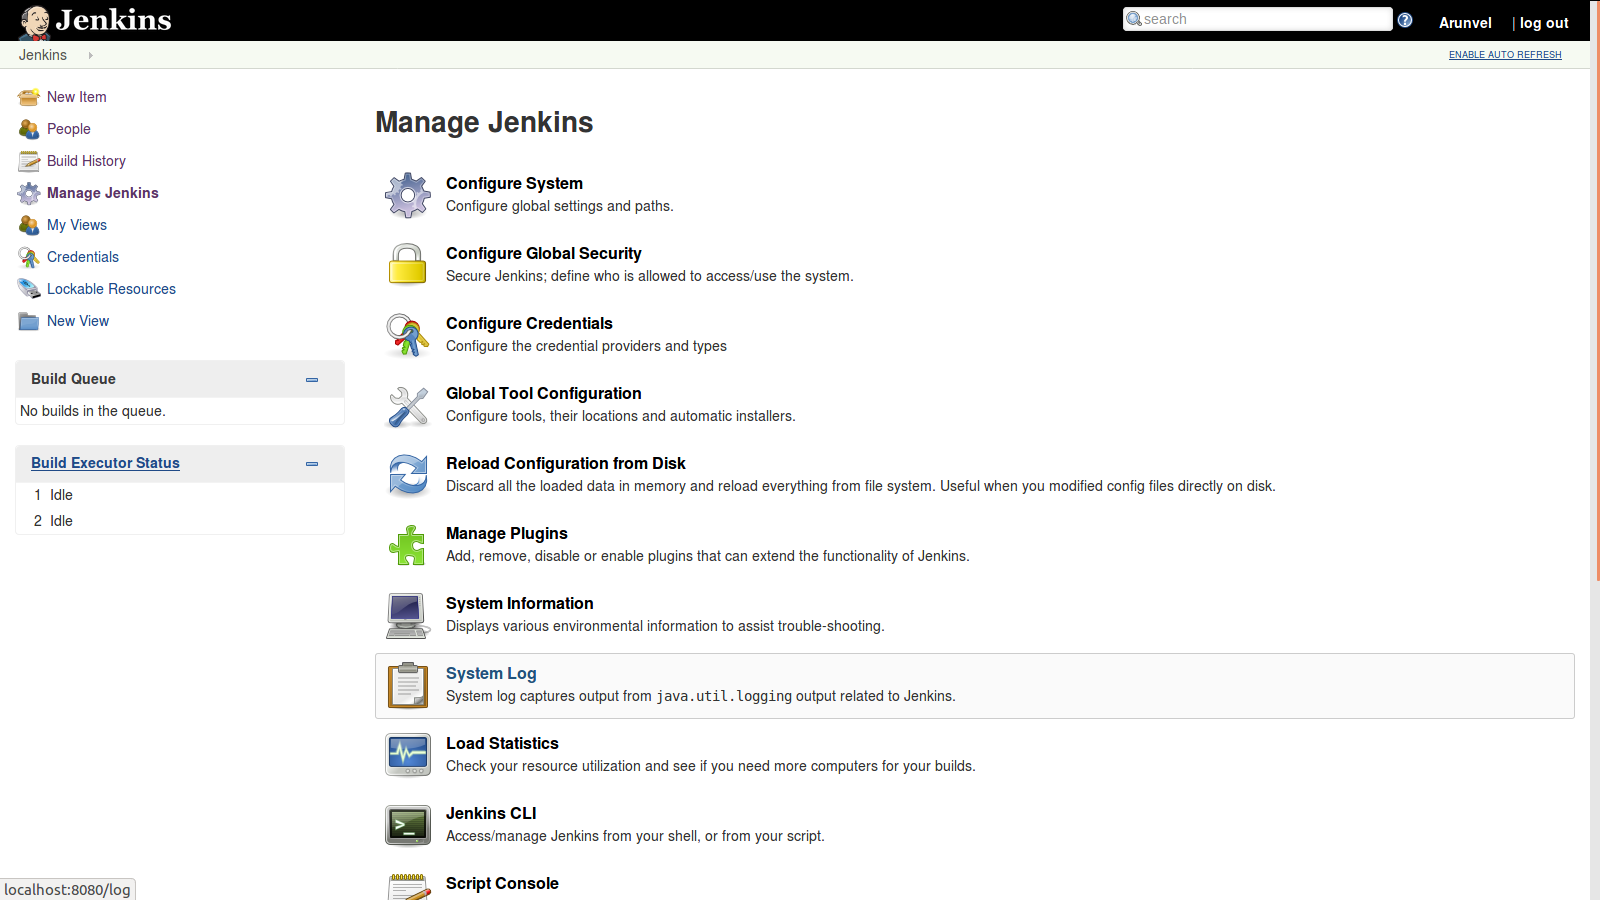 Jenkins
search
?
Arunvel | log out
Jenkins
ENABLE AUTO REFRESH
New Item
People
Build History
Manage Jenkins
My Views
Credentials
Lockable Resources
New View
Build Queue
No builds in the queue.
Build Executor Status
1 Idle
2 Idle
Manage Jenkins
Configure System
Configure global settings and paths.
Configure Global Security
Secure Jenkins; define who is allowed to access/use the system.
Configure Credentials
Configure the credential providers and types
Global Tool Configuration
Configure tools, their locations and automatic installers.
Reload Configuration from Disk
Discard all the loaded data in memory and reload everything from file system. Useful when you modified config files directly on disk.
Manage Plugins
Add, remove, disable or enable plugins that can extend the functionality of Jenkins.
System Information
Displays various environmental information to assist trouble-shooting.
System Log
System log captures output from java.util.logging output related to Jenkins.
Load Statistics
Check your resource utilization and see if you need more computers for your builds.
>_
Jenkins CLI
Access/manage Jenkins from your shell, or from your script.
Script Console
localhost:8080/log